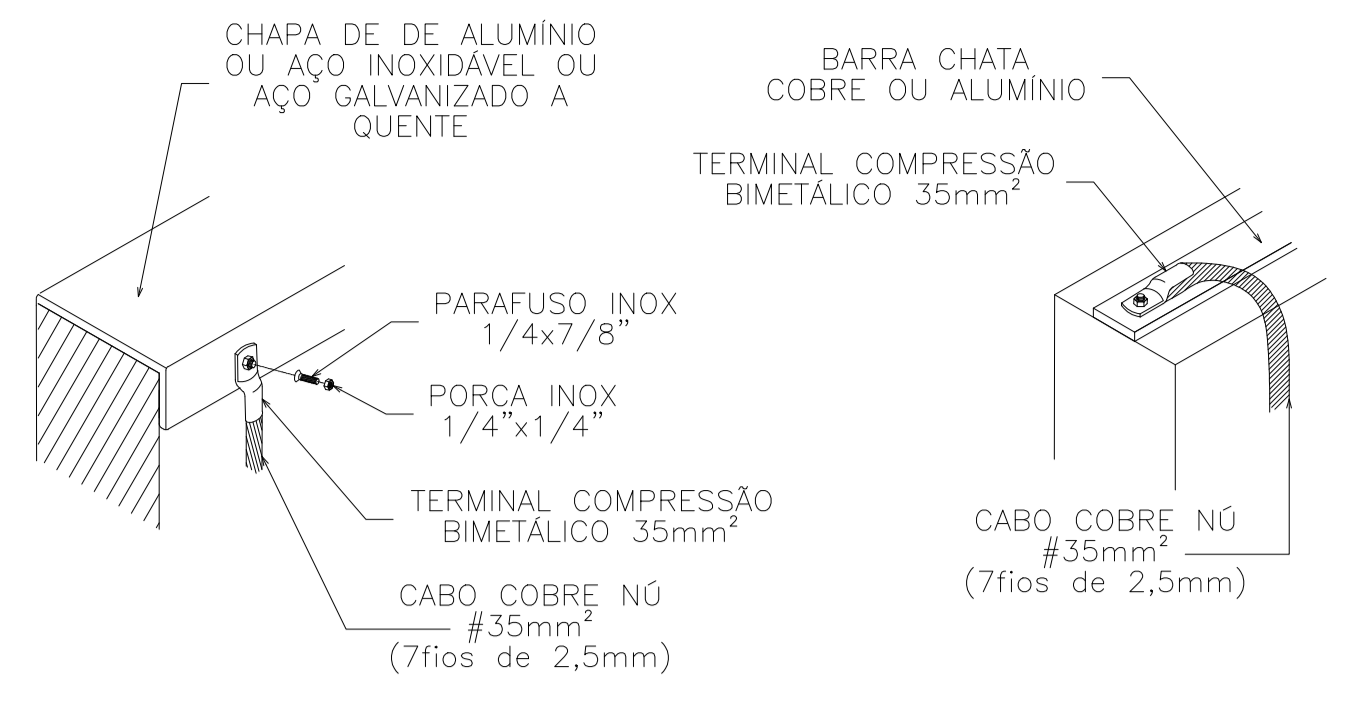 CHAPA DE DE ALUMÍNIO
OU AÇO INOXIDÁVEL OU
AÇO GALVANIZADO A
QUENTE
PARAFUSO INOX
1/4x7/8”
PORCA INOX
1/4”x1/4”
TERMINAL COMPRESSÃO
BIMETÁLICO 35mm²
CABO COBRE NÚ
#35mm²
(7fios de 2,5mm)
BARRA CHATA
COBRE OU ALUMÍNIO
TERMINAL COMPRESSÃO
BIMETÁLICO 35mm²
CABO COBRE NÚ
#35mm²
(7fios de 2,5mm)